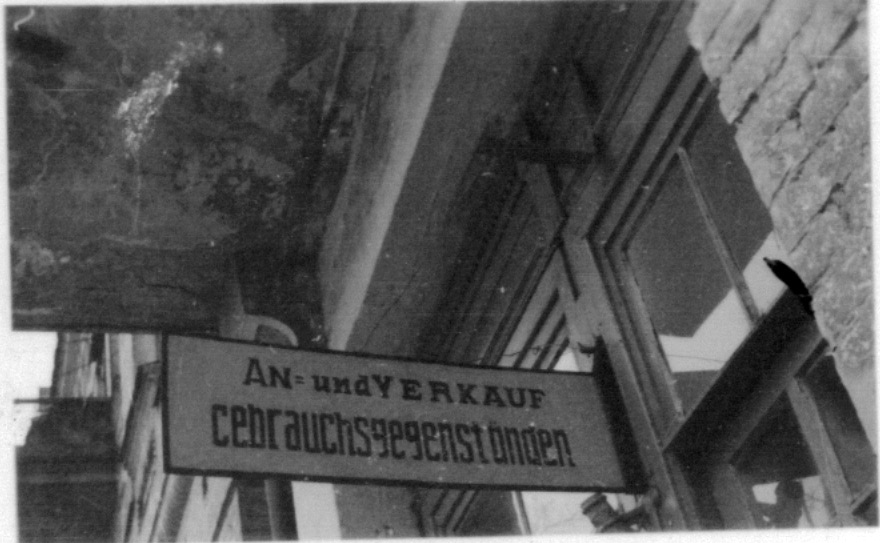 AN= und VERKAUF
Gebrauchsgegenständen